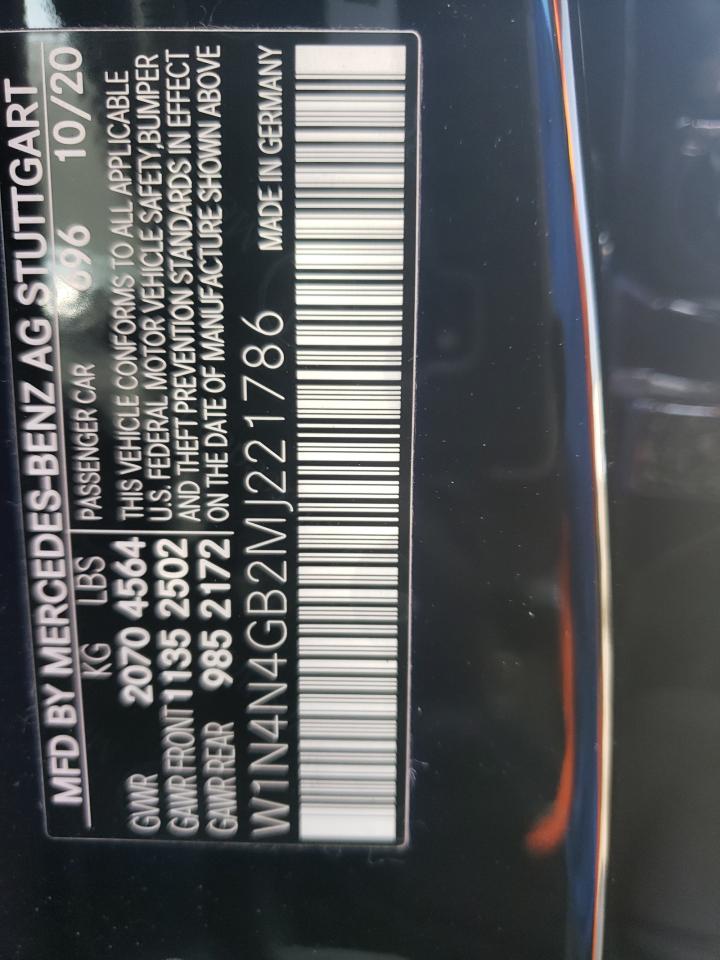 MFD BY MERCEDES-BENZ AG STUTTGART
KG LBS PASSENGER CAR 696 10/20
GVWR 2070 4564 THIS VEHICLE CONFORMS TO ALL APPLICABLE
GAWR FRONT 1135 2502 U.S. FEDERAL MOTOR VEHICLE SAFETY, BUMPER
AND THEFT PREVENTION STANDARDS IN EFFECT
GAWR REAR 985 2172 ON THE DATE OF MANUFACTURE SHOWN ABOVE
W1N4N4GB2MJ221786 MADE IN GERMANY